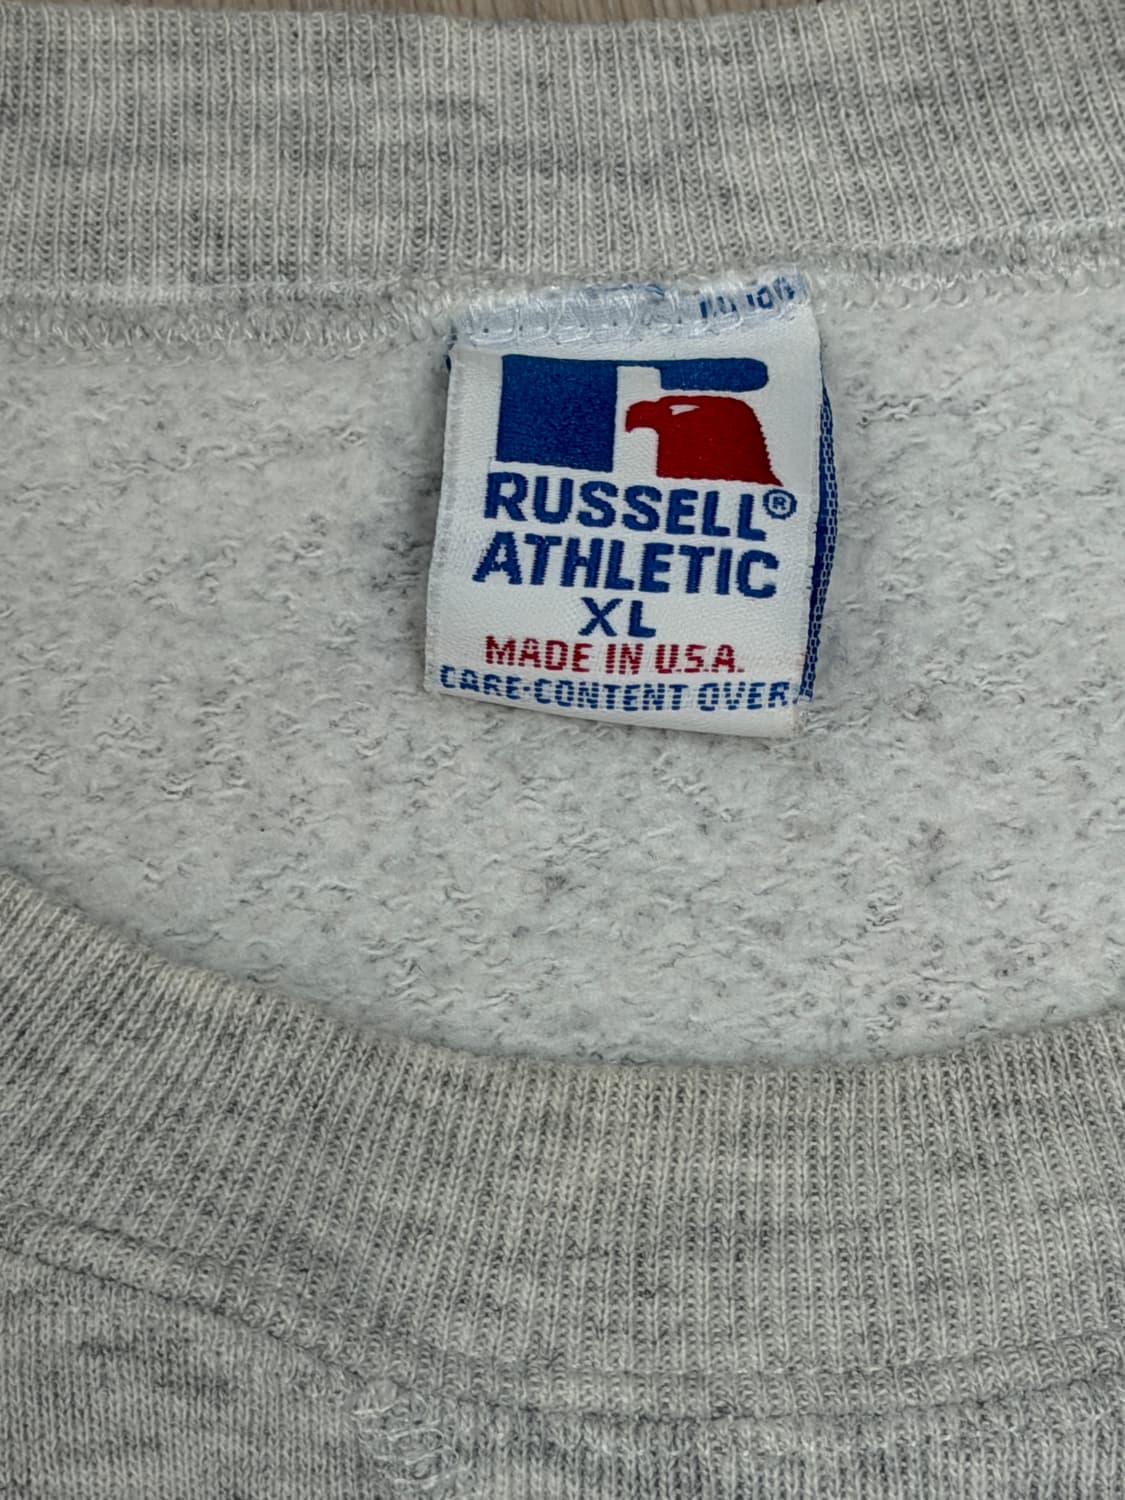 RUSSELL®
ATHLETIC
XL
MADE IN U.S.A.
CARE-CONTENT OVER